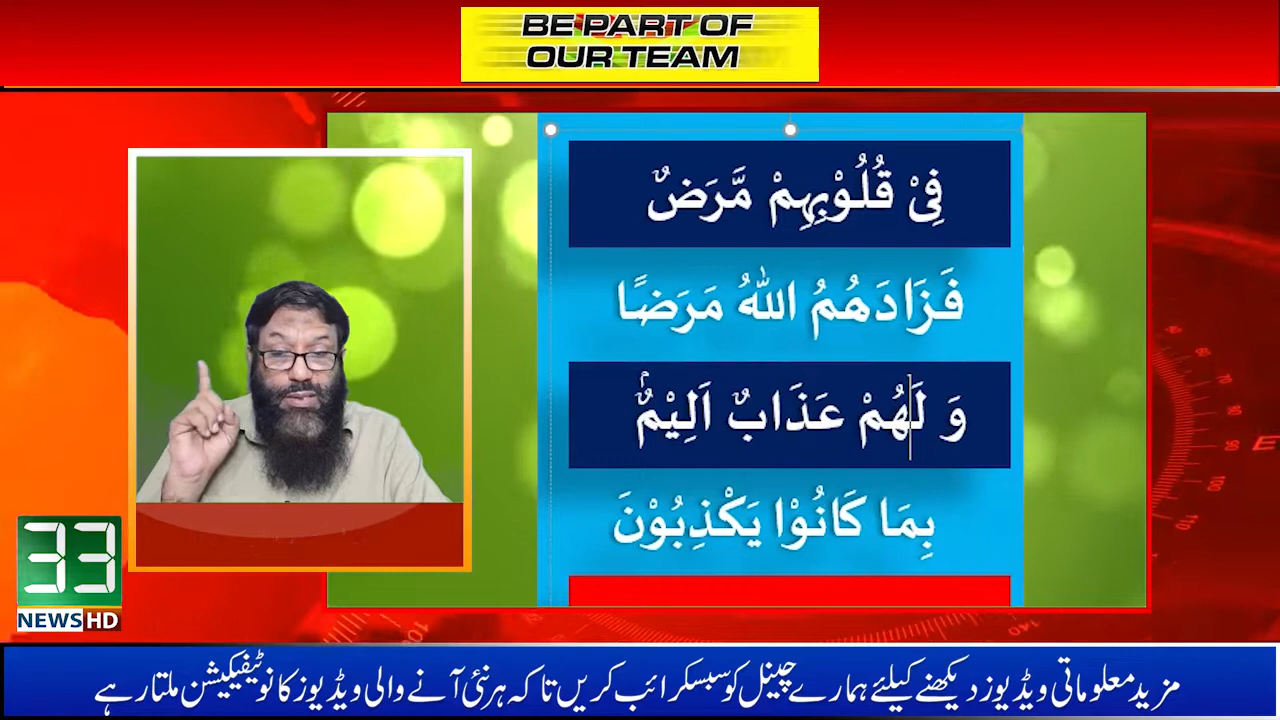 BE PART OF
OUR TEAM
فِیْ قُلُوْبِهِمْ مَّرَضٌ
فَزَادَهُمُ اللّٰهُ مَرَضًا
وَ لَهُمْ عَذَابٌ اَلِیْمٌۢ
بِمَا كَانُوْا یَكْذِبُوْنَ
33
NEWS HD
مزید معلوماتی ویڈیوز دیکھنے کیلئے ہمارے چینل کو سبسکرائب کریں تا کہ ہر نئی آنے والی ویڈیوز کا نوٹیفیکیشن ملتا رہے
E